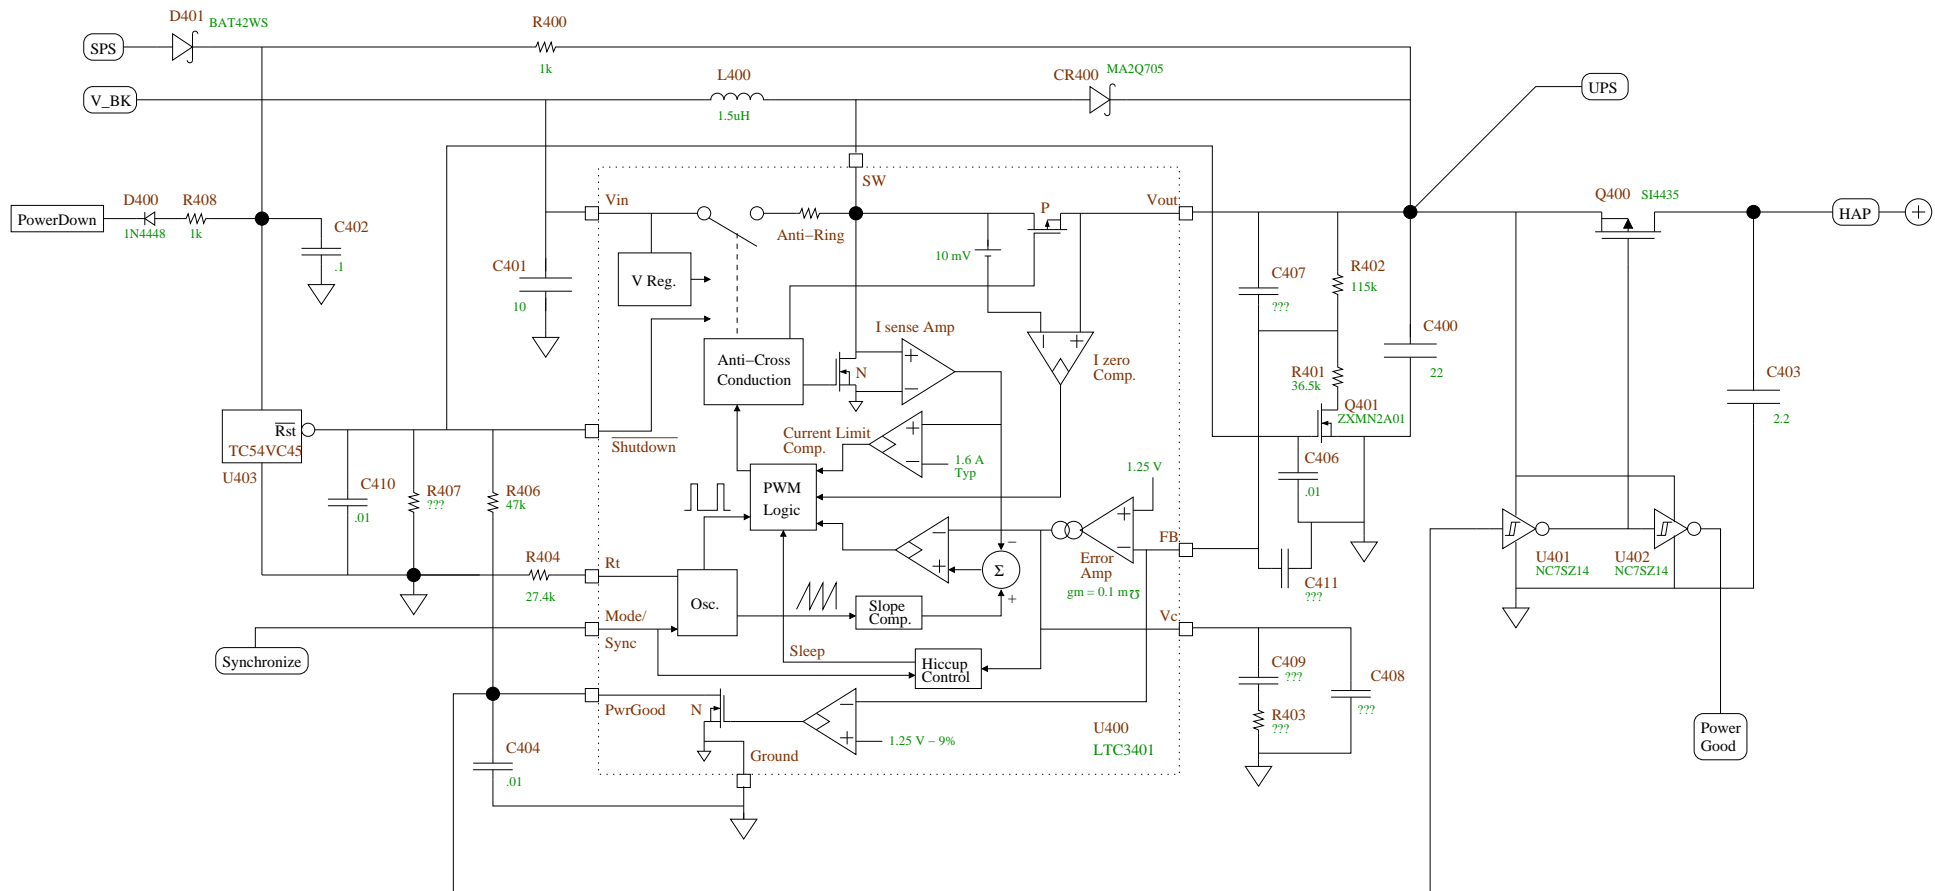 D401
BAT42WS
SPS
R400
1k
V_BK
L400
1.5uH
CR400
MA2Q705
UPS
SW
PowerDown
D400
1N4448
R408
1k
C402
.1
C401
10
Vin
V Reg.
Anti–Ring
10 mV
P
Vout
C407
???
R402
115k
C400
22
Q400
SI4435
HAP
+
I sense Amp
Anti–Cross
Conduction
N
+
−
−
+
I zero
Comp.
R401
36.5k
Q401
ZXMN2A01
C403
2.2
Rst
TC54VC45
U403
Shutdown
Current Limit
Comp.
+
−
1.6 A
Typ
C406
.01
C410
.01
R407
???
R406
47k
PWM
Logic
1.25 V
+
−
FB
Error
Amp
gm = 0.1 m℧
−
+
−
Σ
+
U401
NC7SZ14
U402
NC7SZ14
C411
???
R404
27.4k
Rt
Osc.
Slope
Comp.
Mode/
Sync
Synchronize
Vc
Sleep
Hiccup
Control
C409
???
R403
???
C408
???
PwrGood
N
−
+
1.25 V − 9%
Ground
U400
LTC3401
C404
.01
Power
Good